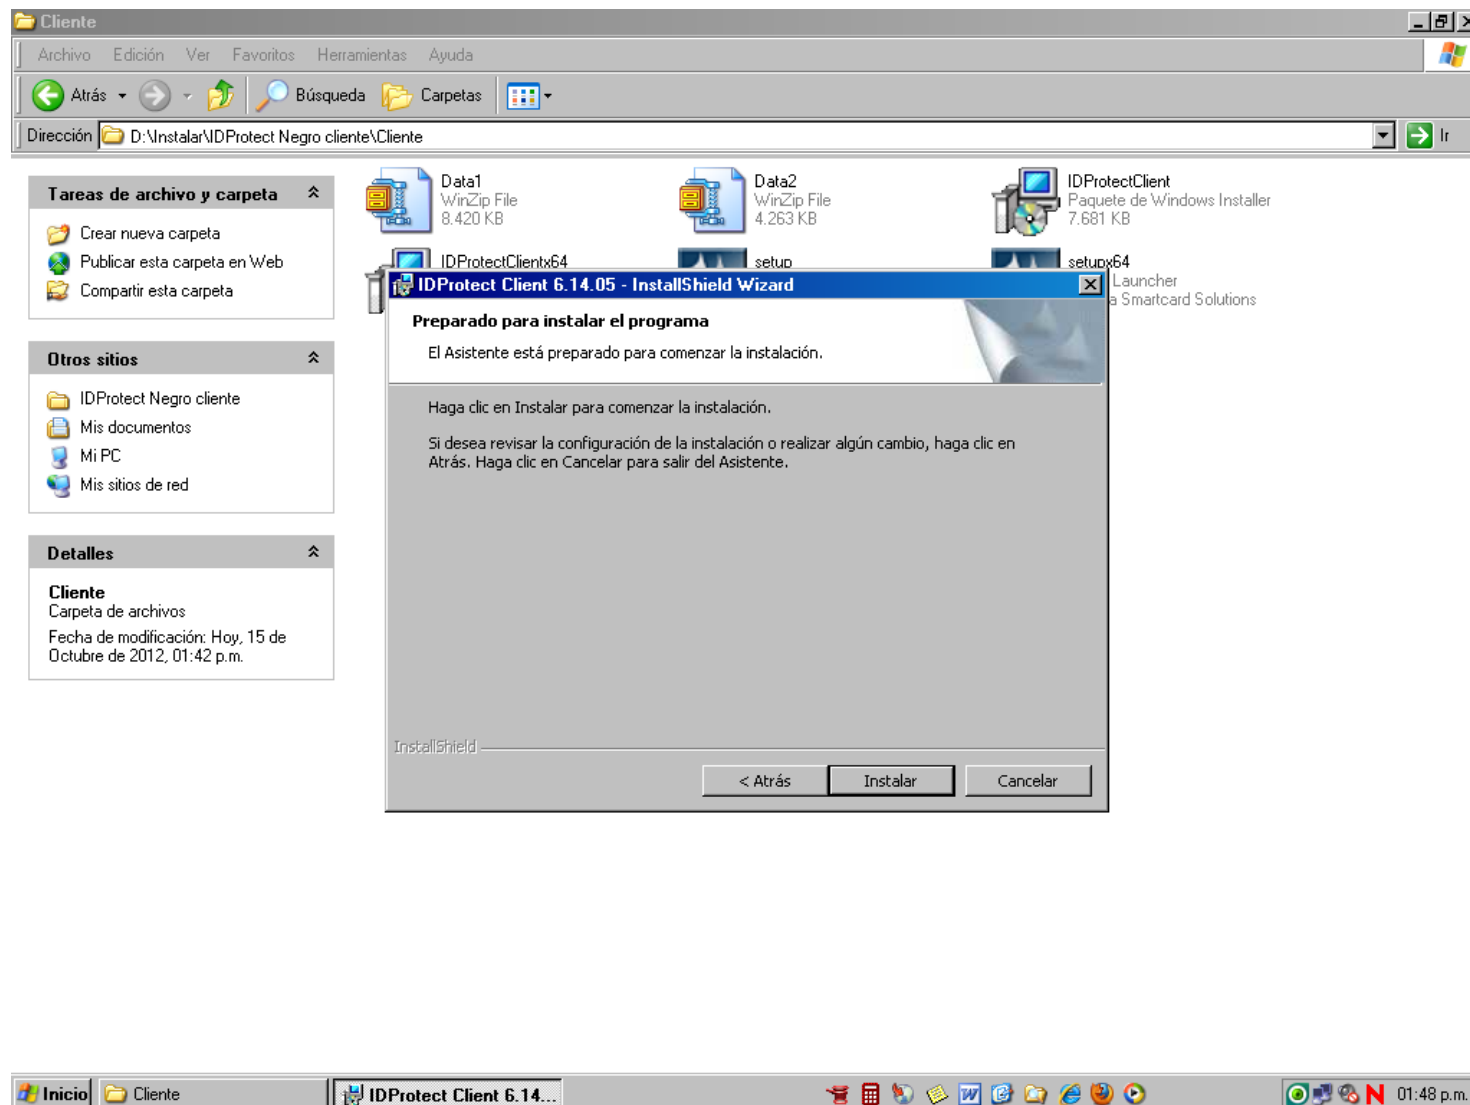 Cliente
Archivo Edición Ver Favoritos Herramientas Ayuda
Atrás Búsqueda Carpetas
Dirección D:\Instalar\IDProtect Negro cliente\Cliente Ir
Tareas de archivo y carpeta
Crear nueva carpeta
Publicar esta carpeta en Web
Compartir esta carpeta
Otros sitios
IDProtect Negro cliente
Mis documentos
Mi PC
Mis sitios de red
Detalles
Cliente
Carpeta de archivos
Fecha de modificación: Hoy, 15 de
Octubre de 2012, 01:42 p.m.
Data1
WinZip File
8.420 KB
Data2
WinZip File
4.263 KB
IDProtectClient
Paquete de Windows Installer
7.681 KB
IDProtectClientx64
setup
setupx64
Launcher
a Smartcard Solutions
IDProtect Client 6.14.05 - InstallShield Wizard
Preparado para instalar el programa
El Asistente está preparado para comenzar la instalación.
Haga clic en Instalar para comenzar la instalación.
Si desea revisar la configuración de la instalación o realizar algún cambio, haga clic en
Atrás. Haga clic en Cancelar para salir del Asistente.
InstallShield
< Atrás Instalar Cancelar
Inicio Cliente IDProtect Client 6.14... 01:48 p.m.